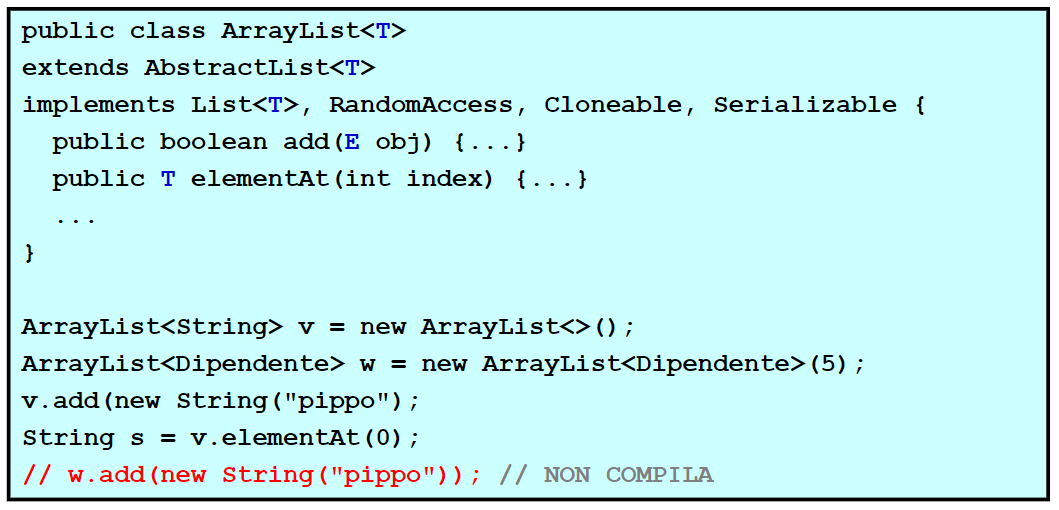 public class ArrayList<T>
extends AbstractList<T>
implements List<T>, RandomAccess, Cloneable, Serializable {
  public boolean add(E obj) {...}
  public T elementAt(int index) {...}
  ...
}

ArrayList<String> v = new ArrayList<>();
ArrayList<Dipendente> w = new ArrayList<Dipendente>(5);
v.add(new String("pippo");
String s = v.elementAt(0);
// w.add(new String("pippo")); // NON COMPILA